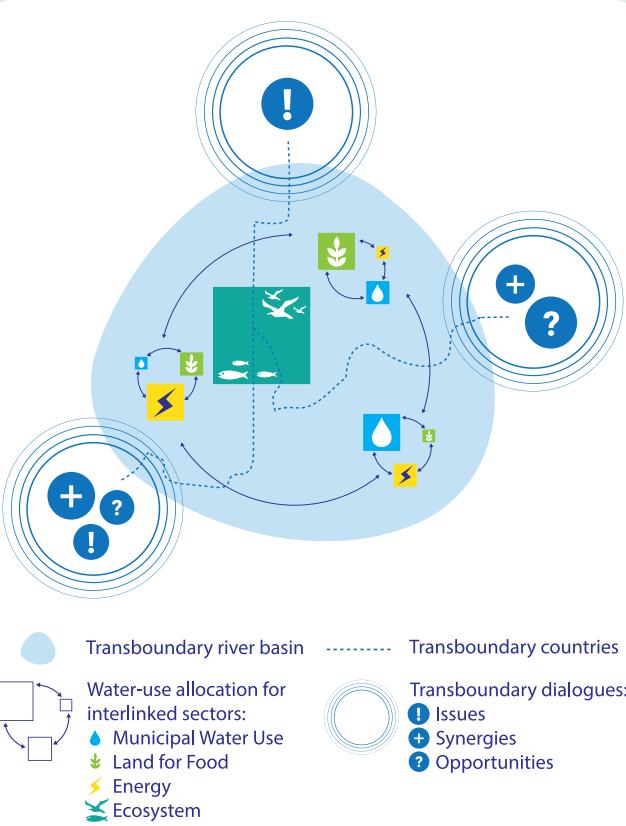 !
+
?
+
?
!
Transboundary river basin
Transboundary countries
Water-use allocation for
interlinked sectors:
Municipal Water Use
Land for Food
Energy
Ecosystem
Transboundary dialogues:
! Issues
+ Synergies
? Opportunities